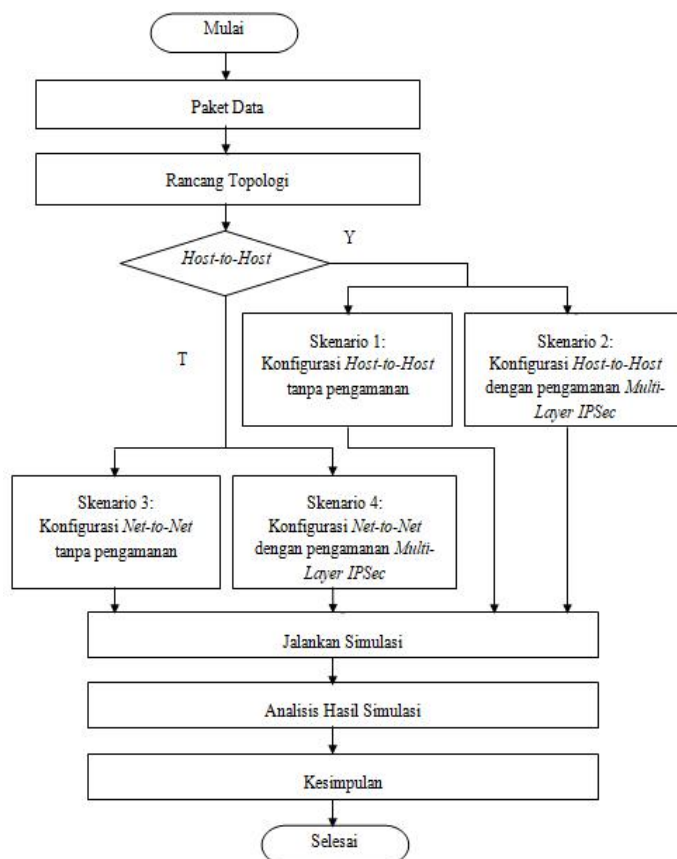 Mulai
Paket Data
Rancang Topologi
Host-to-Host
Y
T
Skenario 1:
Konfigurasi Host-to-Host
tanpa pengamanan
Skenario 2:
Konfigurasi Host-to-Host
dengan pengamanan Multi-
Layer IPSec
Skenario 3:
Konfigurasi Net-to-Net
tanpa pengamanan
Skenario 4:
Konfigurasi Net-to-Net
dengan pengamanan Multi-
Layer IPSec
Jalankan Simulasi
Analisis Hasil Simulasi
Kesimpulan
Selesai